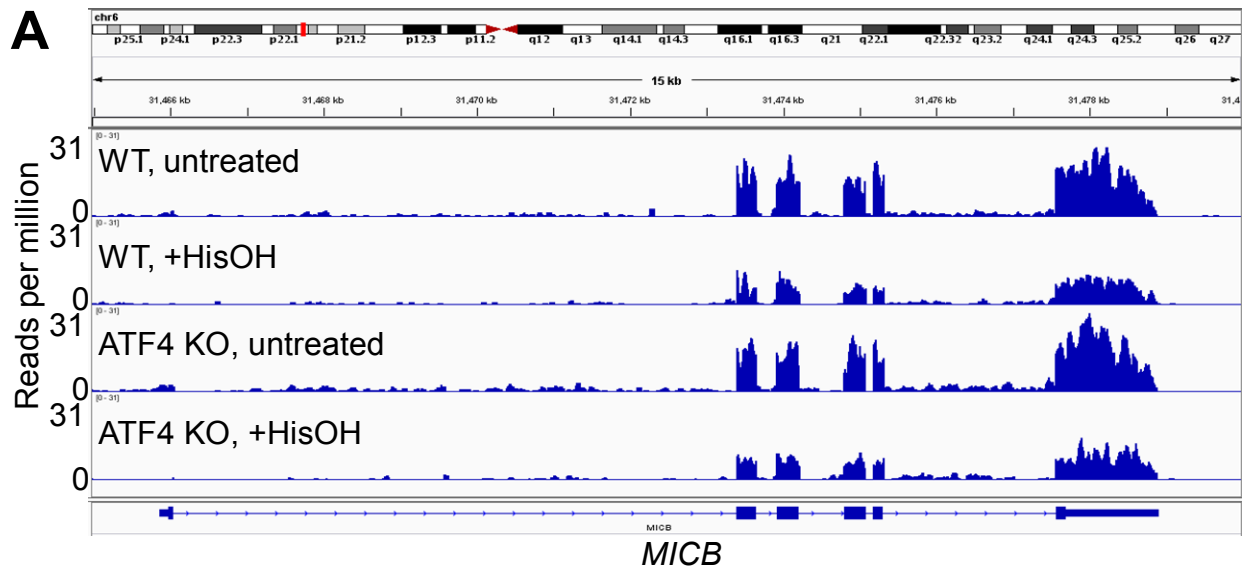 A
chr6
p25.1 p24.1 p22.3 p22.1 p21.2 p12.3 p11.2 q12 q13 q14.1 q14.3 q16.1 q16.3 q21 q22.1 q22.32 q23.2 q24.1 q24.3 q25.2 q26 q27
15 kb
31,466 kb 31,468 kb 31,470 kb 31,472 kb 31,474 kb 31,476 kb 31,478 kb 31,4
Reads per million
[0 - 31]
31
WT, untreated
0
[0 - 31]
31
WT, +HisOH
0
[0 - 31]
31
ATF4 KO, untreated
0
[0 - 31]
31
ATF4 KO, +HisOH
0
MICB
MICB